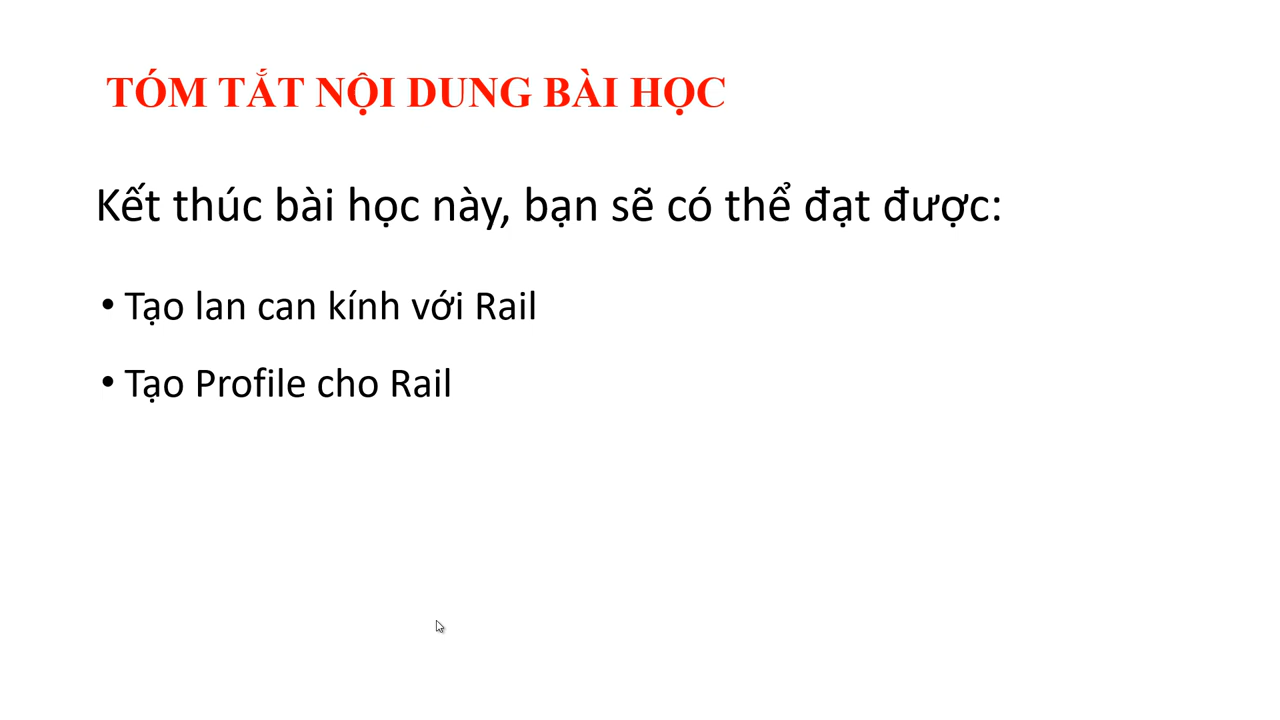 TÓM TẮT NỘI DUNG BÀI HỌC
Kết thúc bài học này, bạn sẽ có thể đạt được:
• Tạo lan can kính với Rail
• Tạo Profile cho Rail